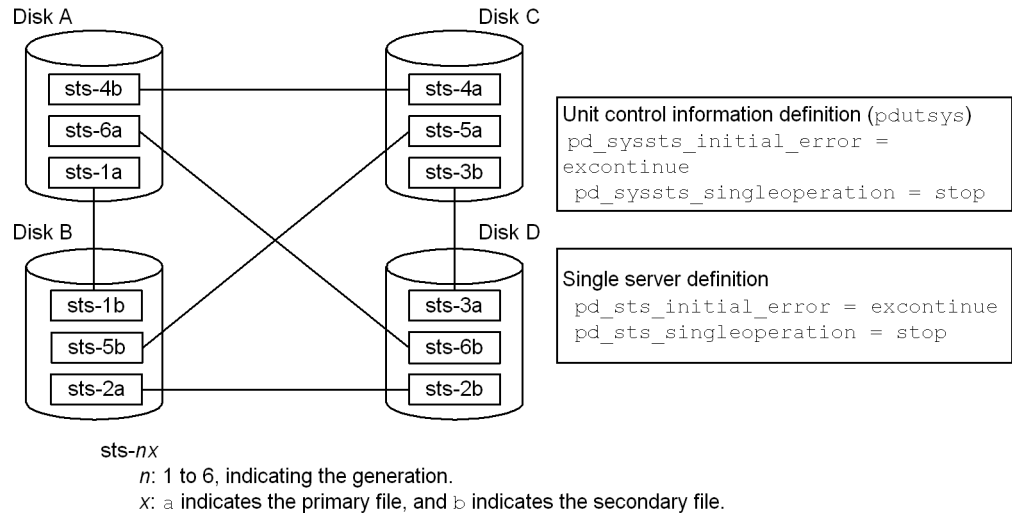 Disk A
sts-4b
sts-6a
sts-1a
Disk C
sts-4a
sts-5a
sts-3b
Disk B
sts-1b
sts-5b
sts-2a
Disk D
sts-3a
sts-6b
sts-2b
Unit control information definition (pdutsys)
pd_syssts_initial_error =
excontinue
pd_syssts_singleoperation = stop
Single server definition
pd_sts_initial_error = excontinue
pd_sts_singleoperation = stop
sts-nx
n: 1 to 6, indicating the generation.
x: a indicates the primary file, and b indicates the secondary file.